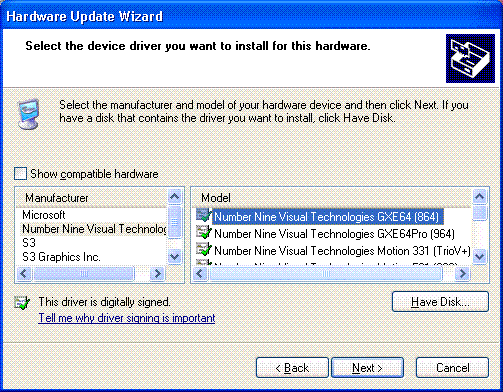 Hardware Update Wizard
Select the device driver you want to install for this hardware.
Select the manufacturer and model of your hardware device and then click Next. If you
have a disk that contains the driver you want to install, click Have Disk.
Show compatible hardware
Manufacturer
Microsoft
Number Nine Visual Technolog
S3
S3 Graphics Inc.
Model
Number Nine Visual Technologies GXE64 (864)
Number Nine Visual Technologies GXE64Pro (964)
Number Nine Visual Technologies Motion 331 (TrioV+)
This driver is digitally signed.
Tell me why driver signing is important
Have Disk...
< Back
Next >
Cancel